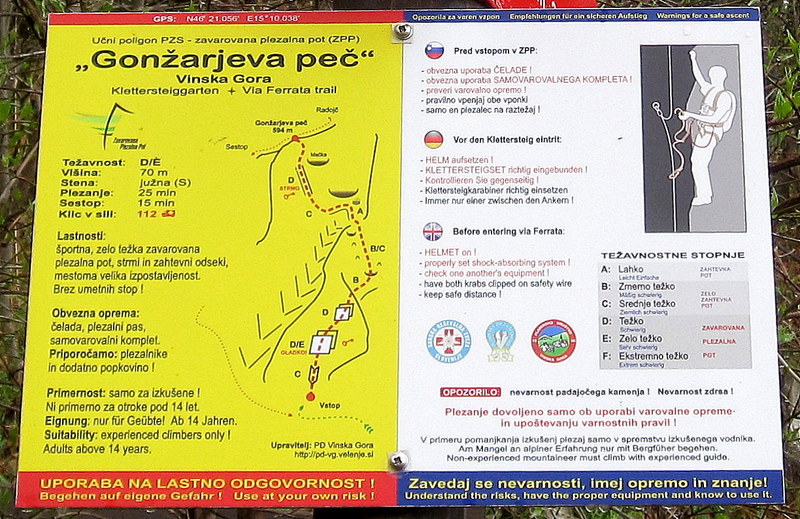 GPS: N46° 21.056' E15° 10.038'
Učni poligon PZS - zavarovana plezalna pot (ZPP)
„Gonžarjeva peč“
Vinska Gora
Klettersteiggarten + Via Ferrata trail
Zavarovana
Plezalna Pot
Težavnost: D/E
Višina: 70 m
Stena: južna (S)
Plezanje: 25 min
Sestop: 15 min
Klic v sili: 112
Lastnosti:
športna, zelo težka zavarovana
plezalna pot, strmi in zahtevni odseki,
mestoma velika izpostavljenost.
Brez umetnih stop !
Obvezna oprema:
čelada, plezalni pas,
samovarovalni komplet.
Priporočamo: plezalnike
in dodatno popkovino !
Primernost: samo za izkušene !
Ni primerno za otroke pod 14 let.
Eignung: nur für Geübte! Ab 14 Jahren.
Suitability: experienced climbers only !
Adults above 14 years.
Radojč
Gonžarjeva peč
594 m
Sestop
Mačka
D
STRMO
C
A
B/C
B
D
D/E
GLADKO!
C
Vstop
Upravitelj: PD Vinska Gora
http://pd-vg.velenje.si
UPORABA NA LASTNO ODGOVORNOST !
Begehen auf eigene Gefahr ! Use at your own risk !
Opozorila za varen vzpon Empfehlungen für ein sicheren Aufstieg Warnings for a safe ascent
Pred vstopom v ZPP:
- obvezna uporaba ČELADE !
- obvezna uporaba SAMOVAROVALNEGA KOMPLETA !
- preveri varovalno opremo !
- pravilno vpenjaj obe vponki
- samo en plezalec na raztežaj !
Vor den Klettersteig eintrit:
- HELM aufsetzen !
- KLETTERSTEIGSET richtig eingebunden !
- Kontrollieren Sie gegenseitig !
- Klettersteigkarabiner richtig einsetzen
- Immer nur einer zwischen den Ankern !
Before entering via Ferrata:
- HELMET on !
- properly set shock-absorbing system !
- check one another's equipment !
- have both krabs clipped on safety wire
- keep safe distance !
TEŽAVNOSTNE STOPNJE
A: Lahko
Leicht Einfache
ZAHTEVNA
POT
B: Zmerno težko
Mäßig schwierig
C: Srednje težko
Ziemlich schwierig
ZELO
ZAHTEVNA
POT
D: Težko
Schwierig
E: Zelo težko
Sehr schwierig
F: Ekstremno težko
Extrem schwierig
ZAVAROVANA
PLEZALNA
POT
OPOZORILO: nevarnost padajočega kamenja ! Nevarnost zdrsa !
Plezanje dovoljeno samo ob uporabi varovalne opreme
in upoštevanju varnostnih pravil !
V primeru pomanjkanja izkušenj plezaj samo v spremstvu izkušenega vodnika.
Am Mangel an alpiner Erfahrung nur mit Bergführer begehen.
Non-experienced mountaineer must climb with experienced guide.
Zavedaj se nevarnosti, imej opremo in znanje!
Understand the risks, have the proper equipment and know to use it.